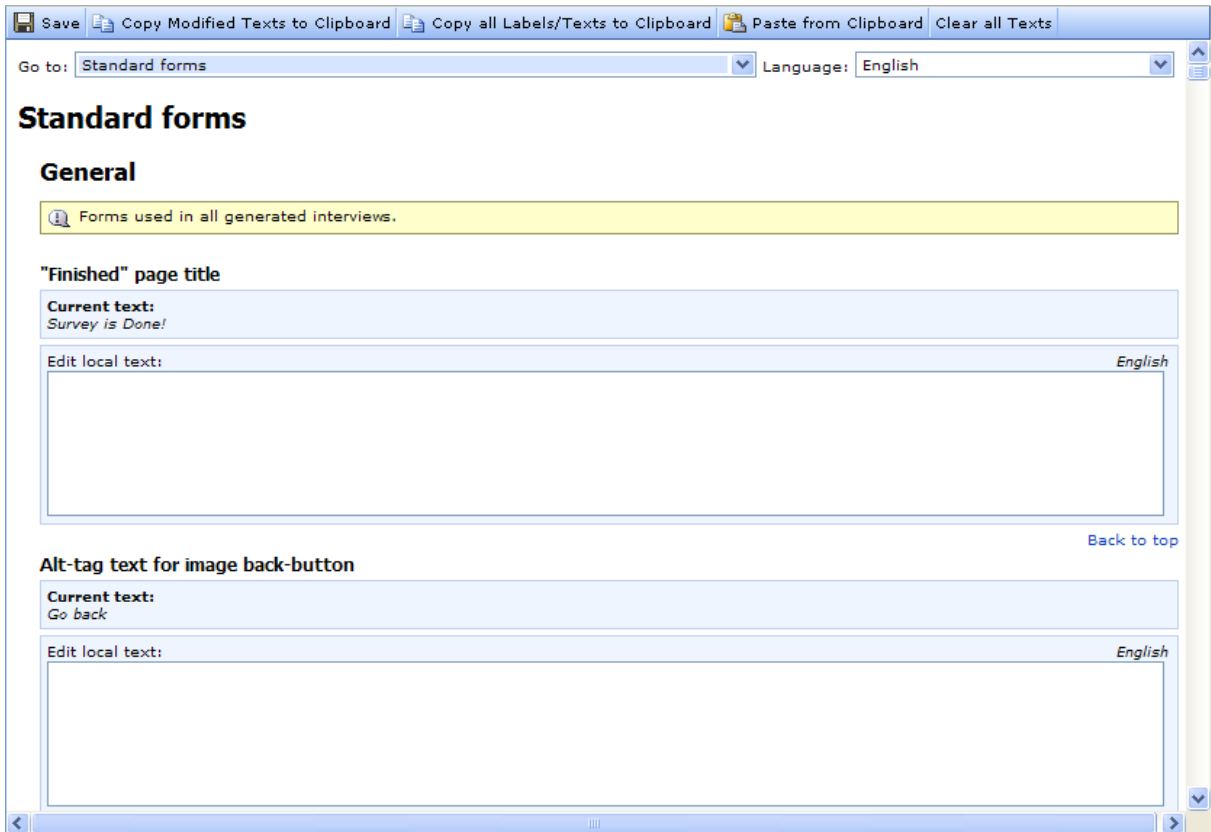 Save Copy Modified Texts to Clipboard Copy all Labels/Texts to Clipboard Paste from Clipboard Clear all Texts
Go to: Standard forms Language: English
Standard forms
General
Forms used in all generated interviews.
"Finished" page title
Current text:
Survey is Done!
Edit local text: English
Back to top
Alt-tag text for image back-button
Current text:
Go back
Edit local text: English